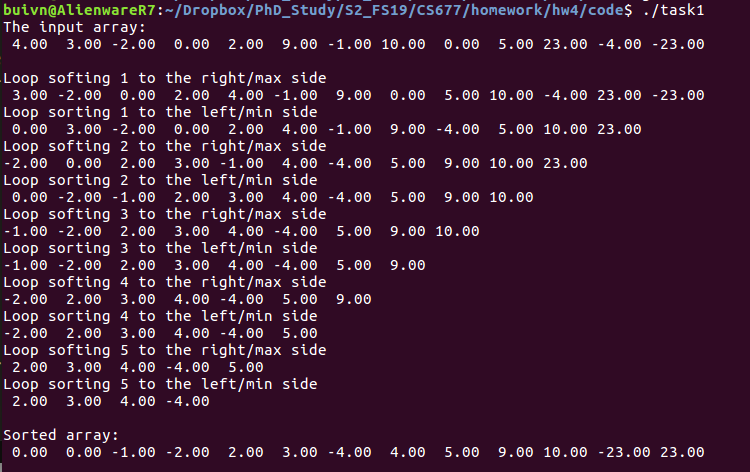 buivn@AlienwareR7:~/Dropbox/PhD_Study/S2_FS19/CS677/homework/hw4/code$ ./task1
The input array:
4.00 3.00 -2.00 0.00 2.00 9.00 -1.00 10.00 0.00 5.00 23.00 -4.00 -23.00
Loop softing 1 to the right/max side
3.00 -2.00 0.00 2.00 4.00 -1.00 9.00 0.00 5.00 10.00 -4.00 23.00 -23.00
Loop sorting 1 to the left/min side
0.00 3.00 -2.00 0.00 2.00 4.00 -1.00 9.00 -4.00 5.00 10.00 23.00
Loop softing 2 to the right/max side
-2.00 0.00 2.00 3.00 -1.00 4.00 -4.00 5.00 9.00 10.00 23.00
Loop sorting 2 to the left/min side
0.00 -2.00 -1.00 2.00 3.00 4.00 -4.00 5.00 9.00 10.00
Loop softing 3 to the right/max side
-1.00 -2.00 2.00 3.00 4.00 -4.00 5.00 9.00 10.00
Loop sorting 3 to the left/min side
-1.00 -2.00 2.00 3.00 4.00 -4.00 5.00 9.00
Loop softing 4 to the right/max side
-2.00 2.00 3.00 4.00 -4.00 5.00 9.00
Loop sorting 4 to the left/min side
-2.00 2.00 3.00 4.00 -4.00 5.00
Loop softing 5 to the right/max side
2.00 3.00 4.00 -4.00 5.00
Loop sorting 5 to the left/min side
2.00 3.00 4.00 -4.00
Sorted array:
0.00 0.00 -1.00 -2.00 2.00 3.00 -4.00 4.00 5.00 9.00 10.00 -23.00 23.00